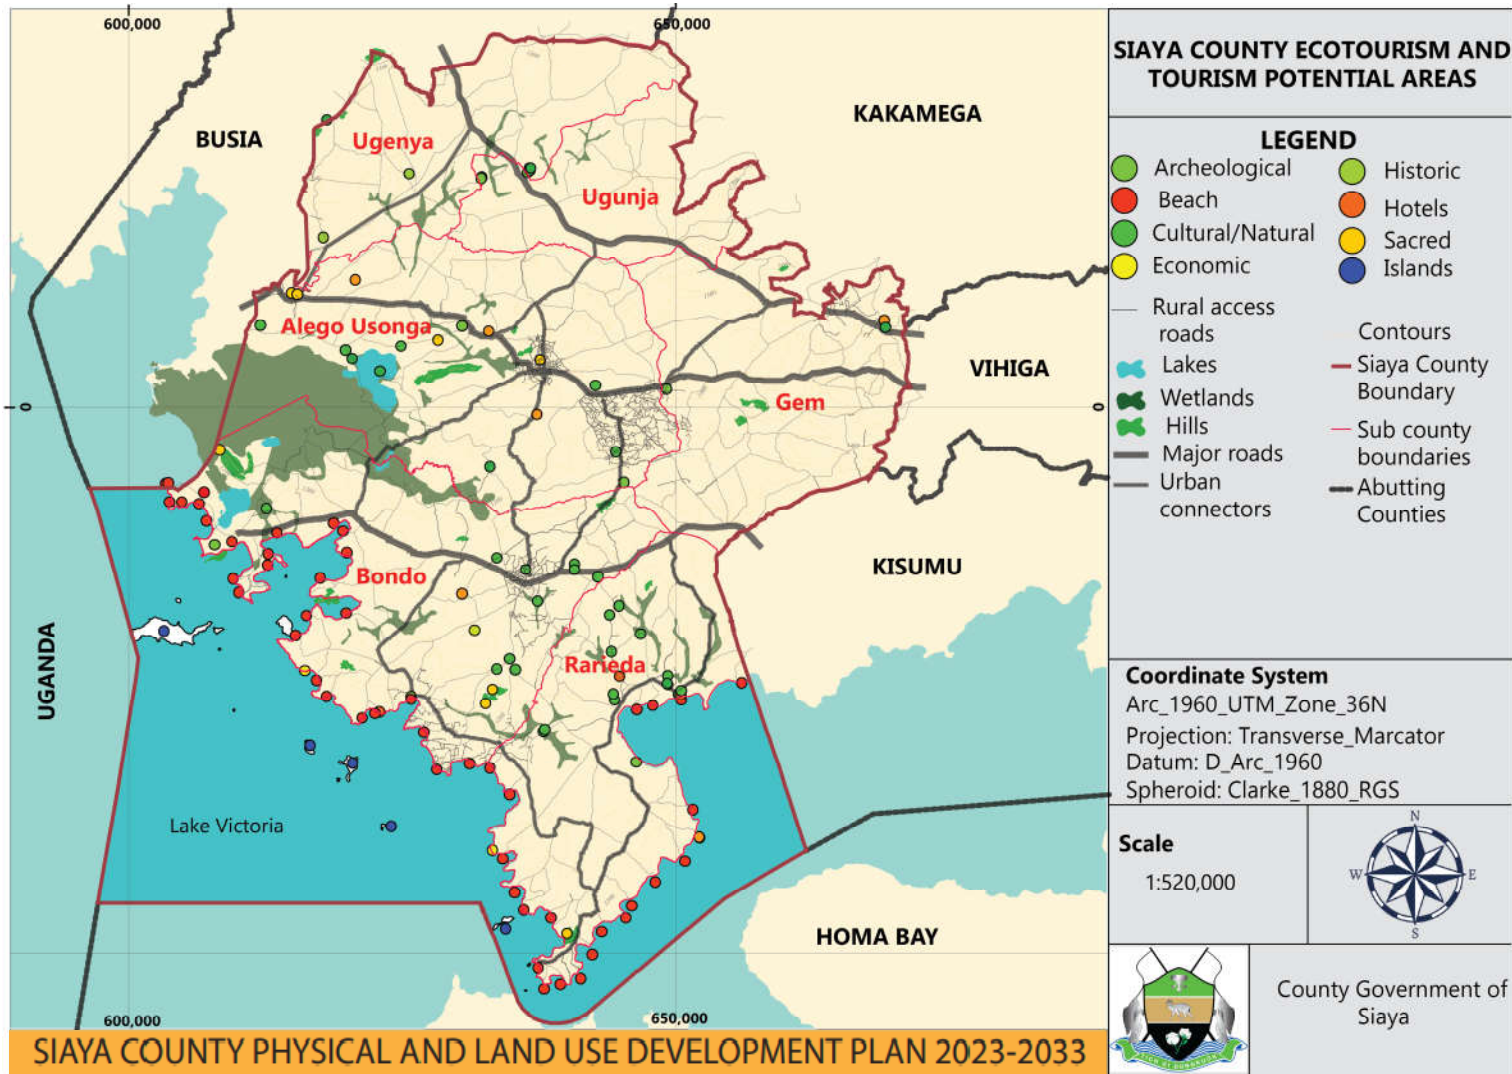 600,000
650,000
BUSIA
Ugenya
KAKAMEGA
Ugunja
Alego Usonga
VIHIGA
Gem
0
0
KISUMU
Bondo
Rarieda
UGANDA
Lake Victoria
HOMA BAY
600,000
650,000
SIAYA COUNTY ECOTOURISM AND
TOURISM POTENTIAL AREAS
LEGEND
Archeological
Beach
Cultural/Natural
Economic
Historic
Hotels
Sacred
Islands
Rural access
roads
Lakes
Wetlands
Hills
Major roads
Urban
connectors
Contours
Siaya County
Boundary
Sub county
boundaries
Abutting
Counties
Coordinate System
Arc_1960_UTM_Zone_36N
Projection: Transverse_Marcator
Datum: D_Arc_1960
Spheroid: Clarke_1880_RGS
Scale
1:520,000
N
W
E
S
County Government of
Siaya
SIAYA COUNTY PHYSICAL AND LAND USE DEVELOPMENT PLAN 2023-2033